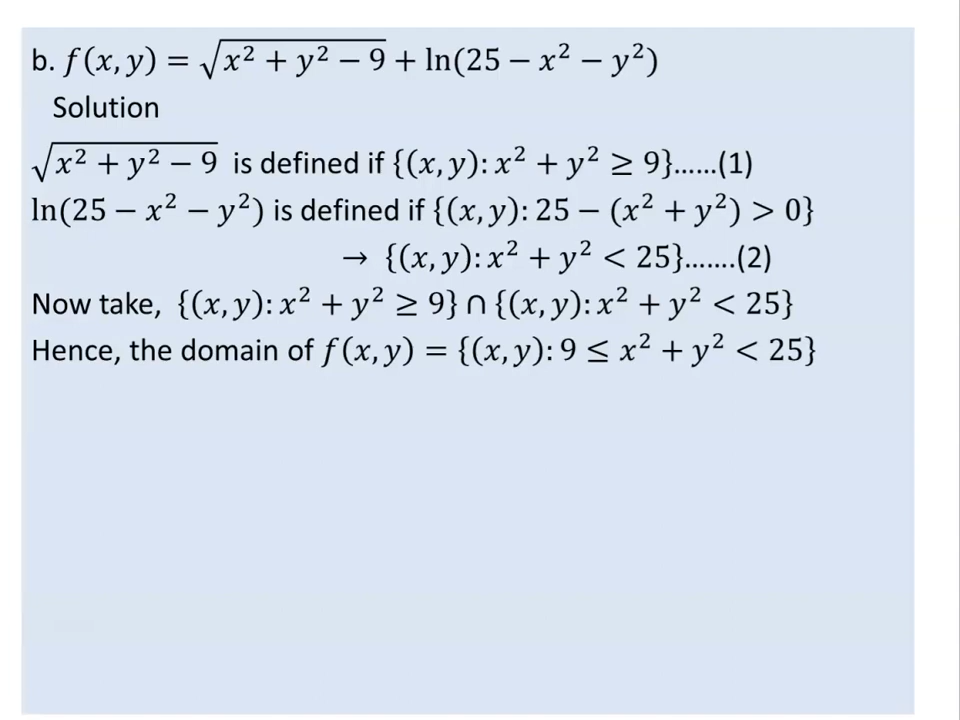 b. f(x, y) = √(x² + y² − 9) + ln(25 − x² − y²)
Solution
√(x² + y² − 9) is defined if {(x, y): x² + y² ≥ 9}......(1)
ln(25 − x² − y²) is defined if {(x, y): 25 − (x² + y²) > 0}
→ {(x, y): x² + y² < 25}.......(2)
Now take, {(x, y): x² + y² ≥ 9} ∩ {(x, y): x² + y² < 25}
Hence, the domain of f(x, y) = {(x, y): 9 ≤ x² + y² < 25}